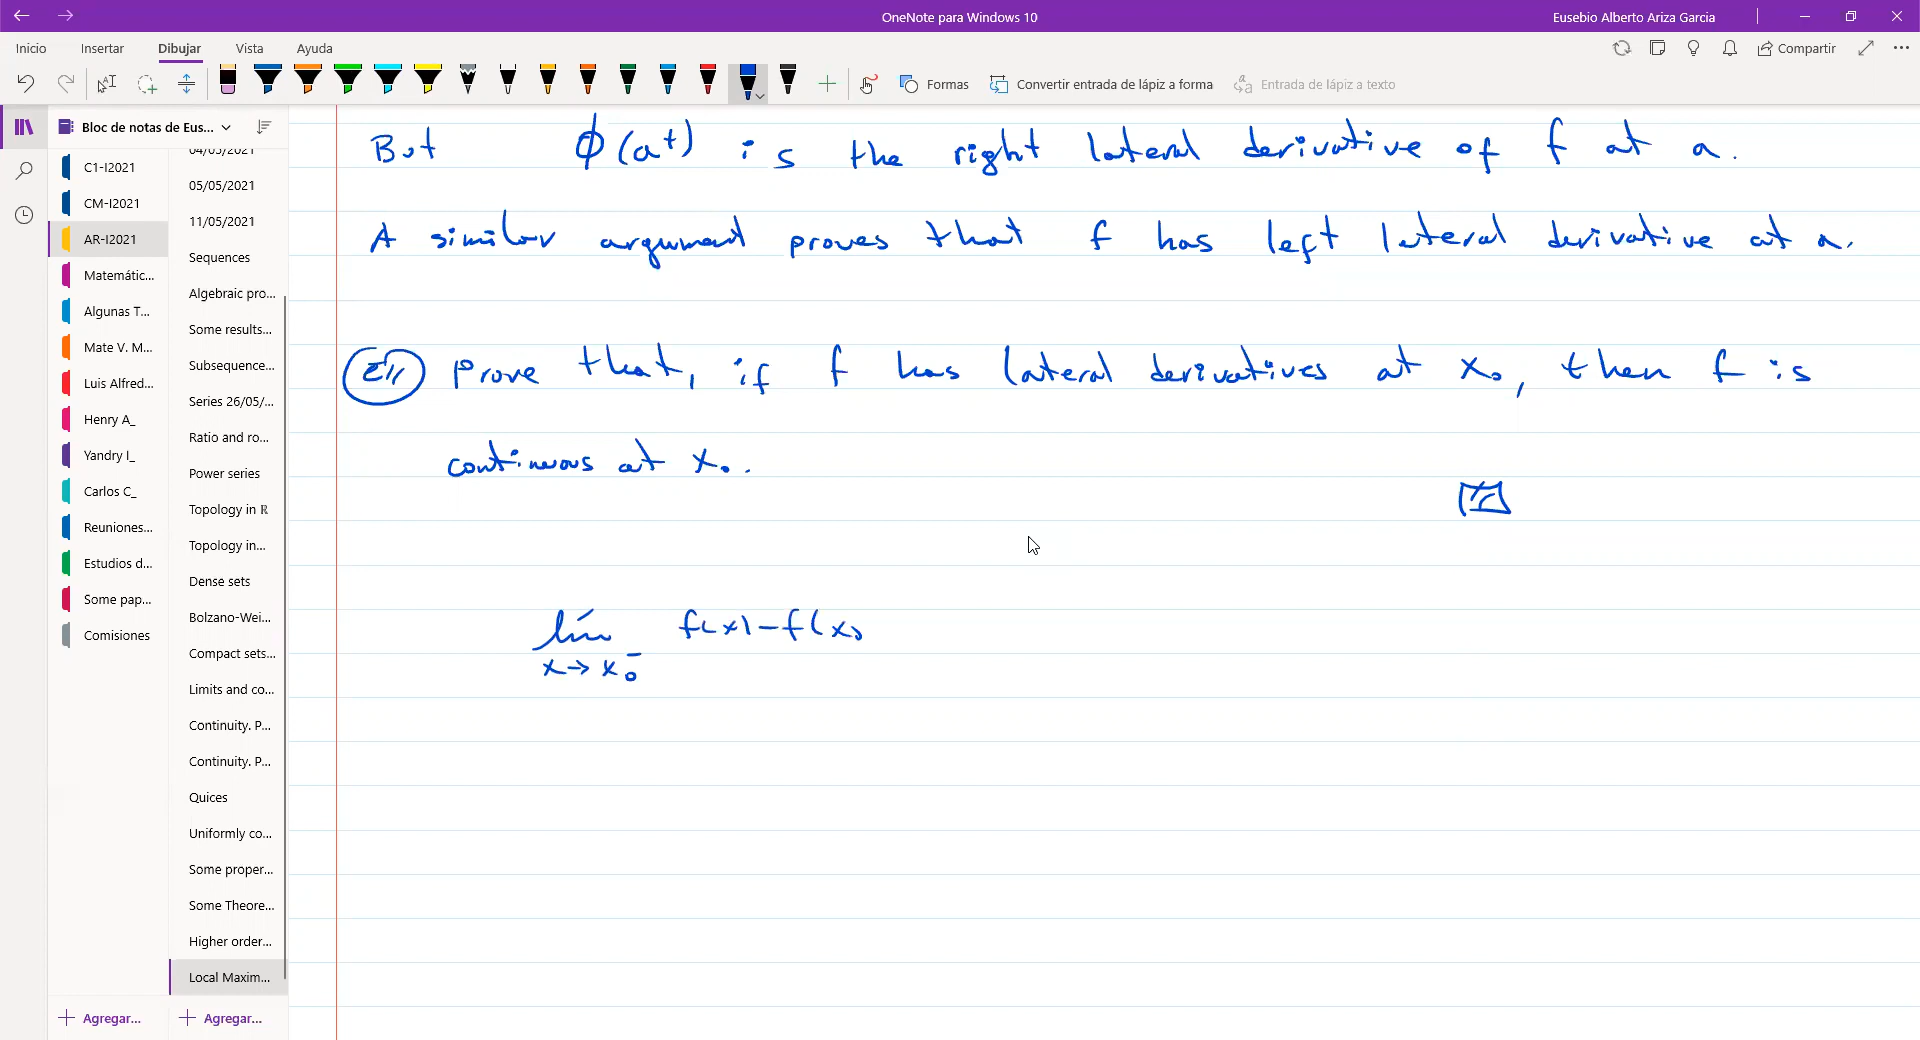 OneNote para Windows 10
Eusebio Alberto Ariza Garcia
Inicio
Insertar
Dibujar
Vista
Ayuda
Compartir
Formas
Convertir entrada de lápiz a forma
Entrada de lápiz a texto
Bloc de notas de Eus...
C1-I2021
CM-I2021
AR-I2021
Matemátic...
Algunas T...
Mate V. M...
Luis Alfred...
Henry A_
Yandry I_
Carlos C_
Reuniones...
Estudios d...
Some pap...
Comisiones
Agregar...
04/05/2021
05/05/2021
11/05/2021
Sequences
Algebraic pro...
Some results...
Subsequence...
Series 26/05/...
Ratio and ro...
Power series
Topology in ℝ
Topology in...
Dense sets
Bolzano-Wei...
Compact sets...
Limits and co...
Continuity. P...
Continuity. P...
Quices
Uniformly co...
Some proper...
Some Theore...
Higher order...
Local Maxim...
Agregar...
But ϕ(a+) is the right lateral derivative of f at a.
A similar argument proves that f has left lateral derivative at a.
Prove that, if f has lateral derivatives at x₀, then f is
continuous at x₀.
lím f(x)-f(x₀
x→x₀⁻